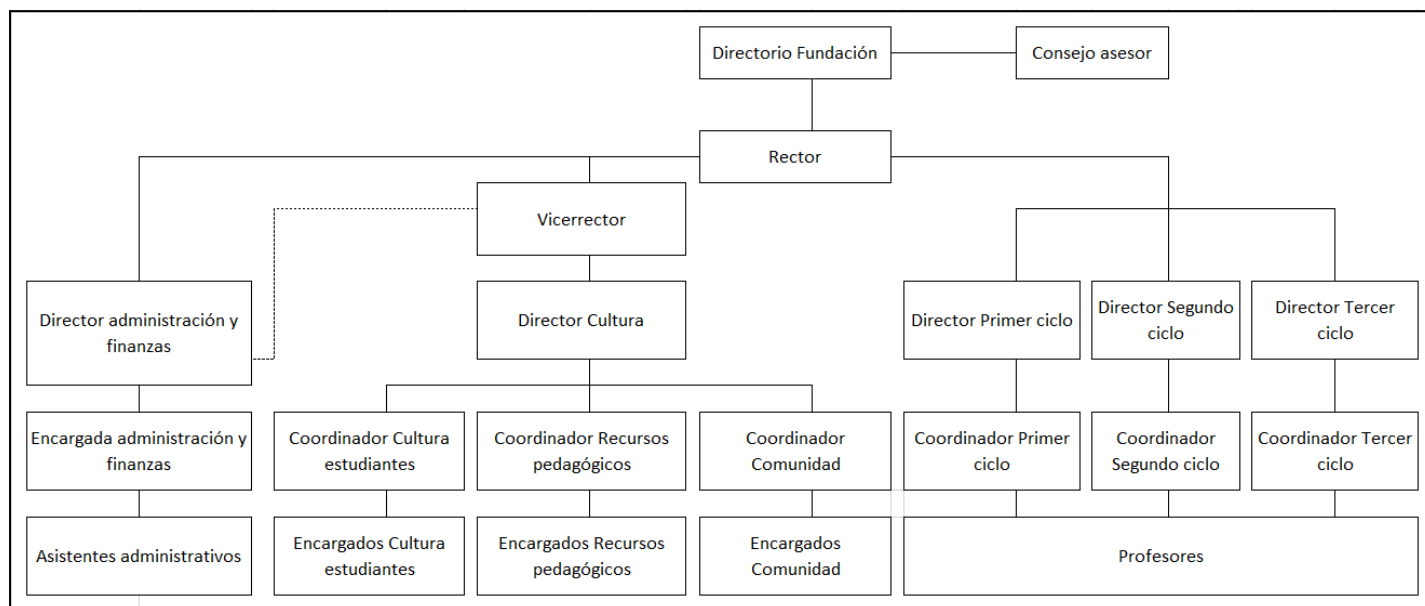 Directorio Fundación
Consejo asesor
Rector
Vicerrector
Director administración y
finanzas
Director Cultura
Director Primer ciclo
Director Segundo
ciclo
Director Tercer
ciclo
Encargada administración y
finanzas
Coordinador Cultura
estudiantes
Coordinador Recursos
pedagógicos
Coordinador
Comunidad
Coordinador Primer
ciclo
Coordinador
Segundo ciclo
Coordinador Tercer
ciclo
Asistentes administrativos
Encargados Cultura
estudiantes
Encargados Recursos
pedagógicos
Encargados
Comunidad
Profesores